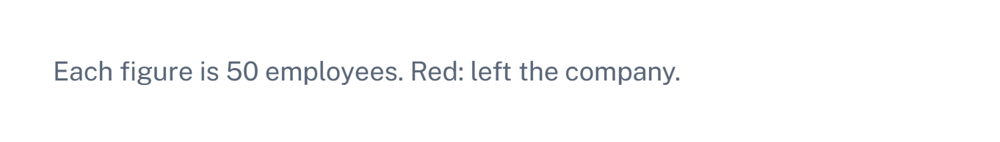 Each figure is 50 employees. Red: left the company.